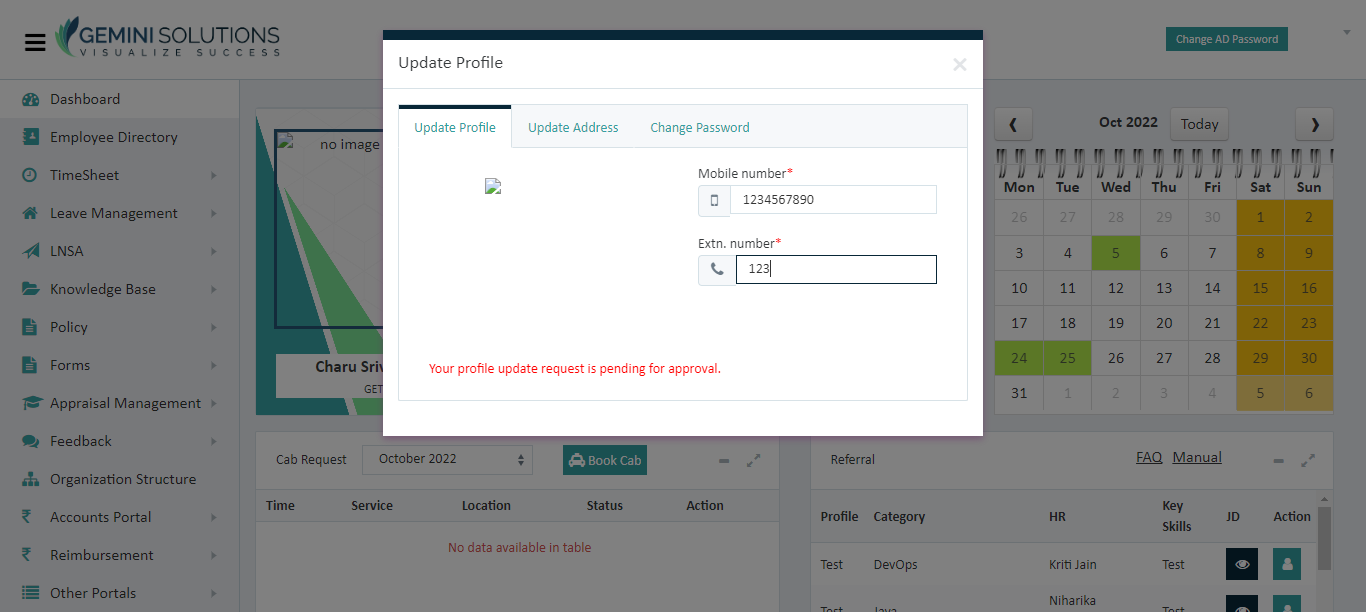 GEMINI SOLUTIONS
VISUALIZE SUCCESS
Change AD Password
Dashboard
Employee Directory
TimeSheet
Leave Management
LNSA
Knowledge Base
Policy
Forms
Appraisal Management
Feedback
Organization Structure
Accounts Portal
Reimbursement
Other Portals
no image
Charu Sriv
GET
Update Profile
×
Update Profile Update Address Change Password
Mobile number*
1234567890
Extn. number*
123
Your profile update request is pending for approval.
❮ Oct 2022 Today ❯
Mon Tue Wed Thu Fri Sat Sun
26 27 28 29 30 1 2
3 4 5 6 7 8 9
10 11 12 13 14 15 16
17 18 19 20 21 22 23
24 25 26 27 28 29 30
31 1 2 3 4 5 6
Cab Request October 2022 Book Cab
Time Service Location Status Action
No data available in table
Referral FAQ Manual
Profile Category HR Key Skills JD Action
Test DevOps Kriti Jain Test
Test Java Niharika Test